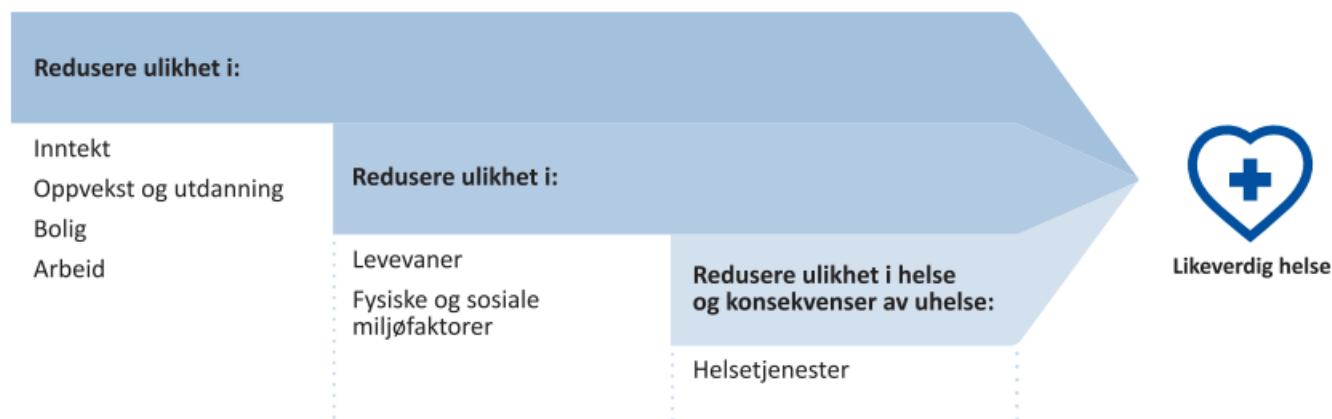 Redusere ulikhet i:
Inntekt
Oppvekst og utdanning
Bolig
Arbeid
Redusere ulikhet i:
Levevaner
Fysiske og sosiale
miljøfaktorer
Redusere ulikhet i helse
og konsekvenser av uhelse:
Helsetjenester
Likeverdig helse